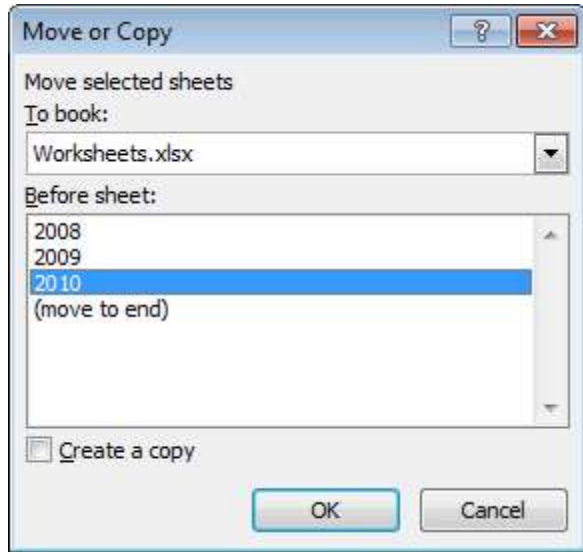 Move or Copy
Move selected sheets
To book:
Worksheets.xlsx
Before sheet:
2008
2009
2010
(move to end)
Create a copy
OK Cancel